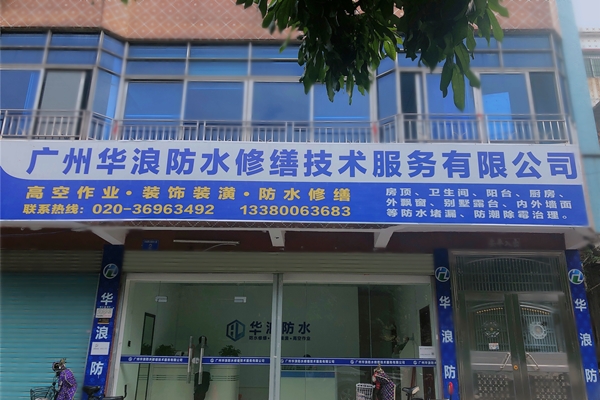 广州华浪防水修缮技术服务有限公司
高空作业·装饰装潢·防水修缮
联系热线：020-36963492 13380063683
房顶、卫生间、阳台、厨房、
外飘窗、别墅露台、内外墙面
等防水堵漏、防潮除霉治理。
华浪防水
华浪防
华浪防
华浪防